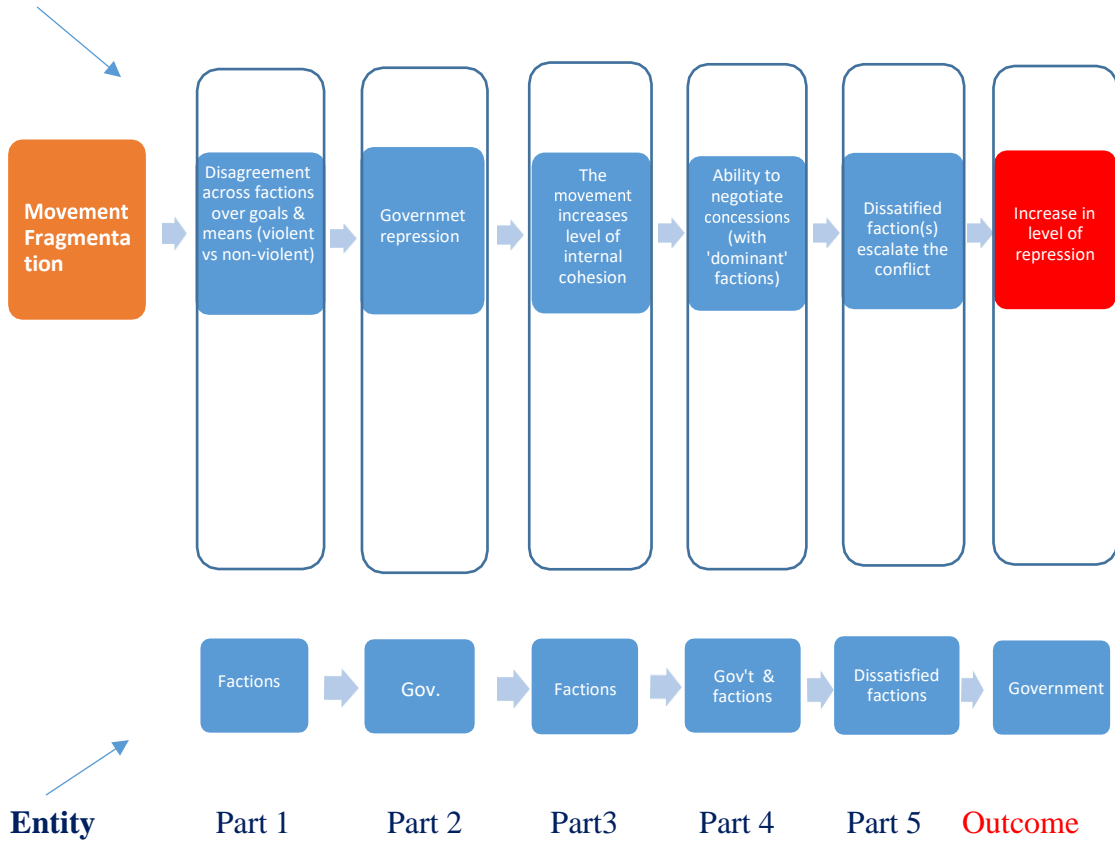 Movement
Fragmenta
tion
Disagreement
across factions
over goals &
means (violent
vs non-violent)
Governmet
repression
The
movement
increases
level of
internal
cohesion
Ability to
negotiate
concessions
(with
'dominant'
factions)
Dissatified
faction(s)
escalate the
conflict
Increase in
level of
repression
Factions
Gov.
Factions
Gov't &
factions
Dissatisfied
factions
Government
Entity Part 1 Part 2 Part3 Part 4 Part 5 Outcome